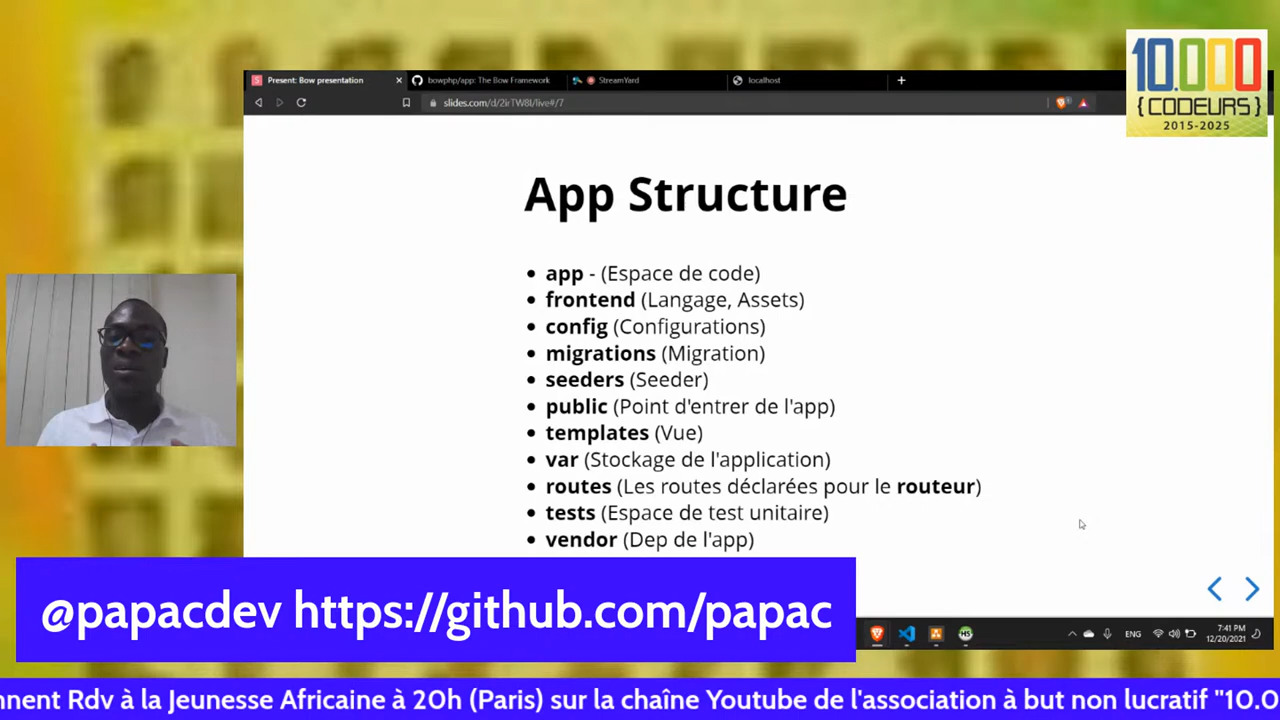 Present: Bow presentation
bowphp/app: The Bow Framework
StreamYard
localhost
slides.com/d/2irTW8I/live#/7
10.000
{CODEURS}
2015-2025
App Structure
app - (Espace de code)
frontend (Langage, Assets)
config (Configurations)
migrations (Migration)
seeders (Seeder)
public (Point d'entrer de l'app)
templates (Vue)
var (Stockage de l'application)
routes (Les routes déclarées pour le routeur)
tests (Espace de test unitaire)
vendor (Dep de l'app)
@papacdev https://github.com/papac
ENG
7:41 PM
12/20/2021
nnent Rdv à la Jeunesse Africaine à 20h (Paris) sur la chaîne Youtube de l'association à but non lucratif "10.0